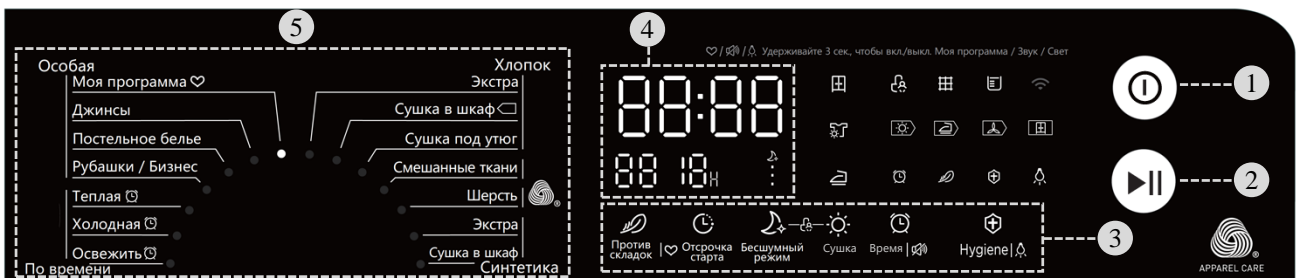 5
4
♡ / 🔇 / 💡 Удерживайте 3 сек., чтобы вкл./выкл. Моя программа / Звук / Свет
Особая
Хлопок
Моя программа ♡
Экстра
Джинсы
Сушка в шкаф
Постельное белье
Сушка под утюг
Рубашки / Бизнес
Смешанные ткани
Теплая
Шерсть
Холодная
Экстра
Освежить
Сушка в шкаф
По времени
Синтетика
88:88
88 18H
1
2
3
Против складок
| ♡ Отсрочка старта
Бесшумный режим
Сушка
Время |
Hygiene |
APPAREL CARE